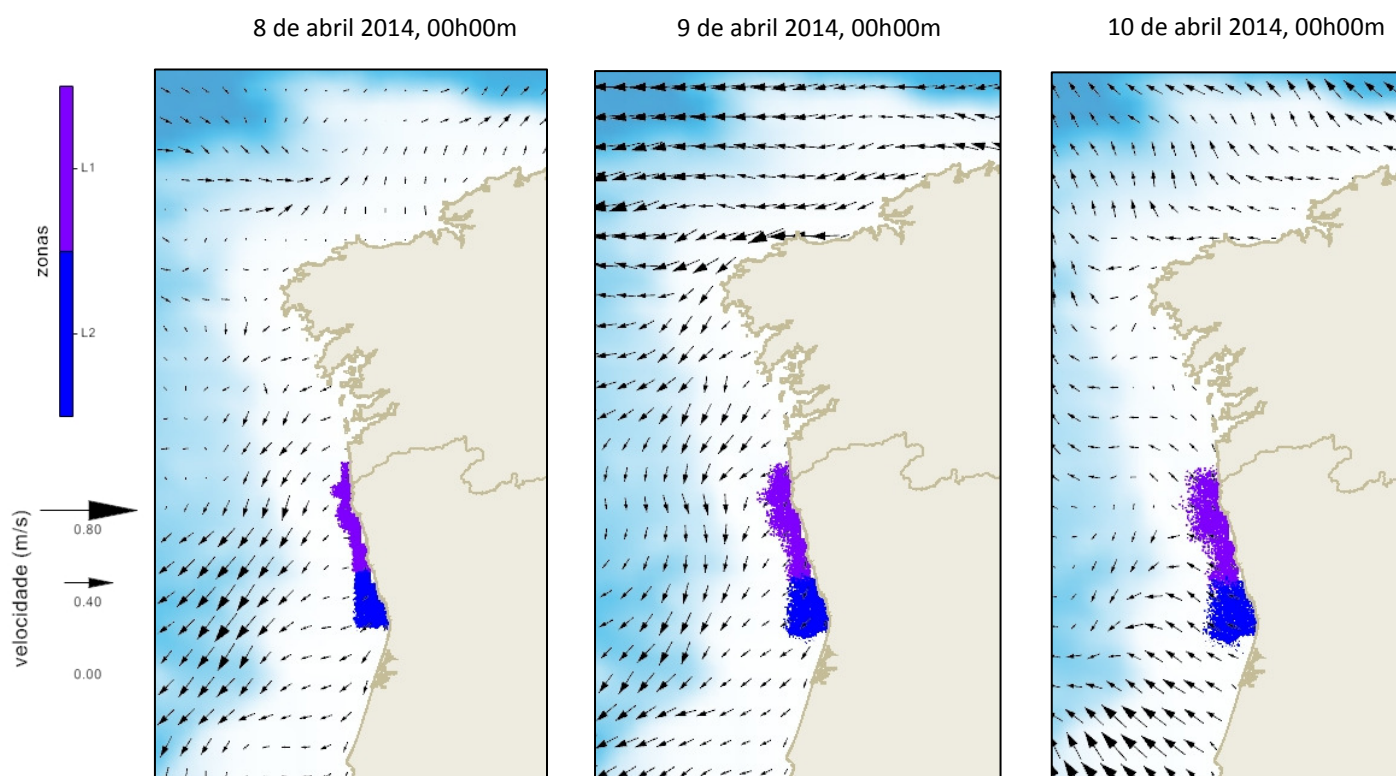 8 de abril 2014, 00h00m
9 de abril 2014, 00h00m
10 de abril 2014, 00h00m
zonas
L1
L2
velocidade (m/s)
0.80
0.40
0.00